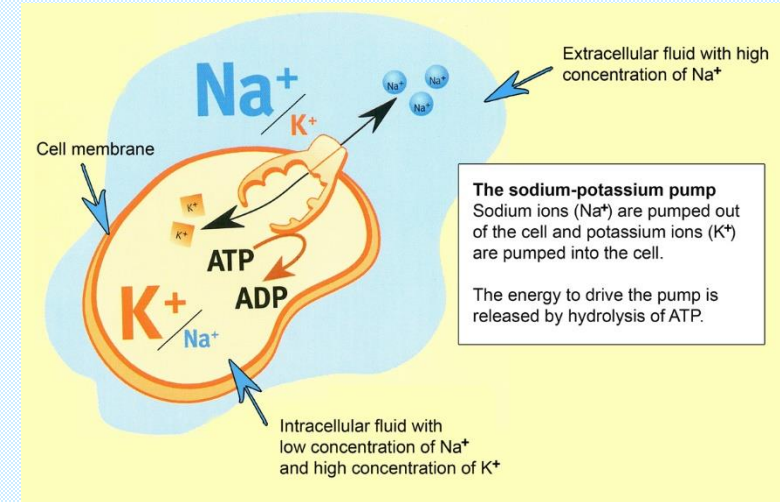 Na+
K+
Na+
Na+
Na+
Extracellular fluid with high
concentration of Na+
Cell membrane
K+
K+
ATP
ADP
K+
Na+
The sodium-potassium pump
Sodium ions (Na+) are pumped out
of the cell and potassium ions (K+)
are pumped into the cell.
The energy to drive the pump is
released by hydrolysis of ATP.
Intracellular fluid with
low concentration of Na+
and high concentration of K+